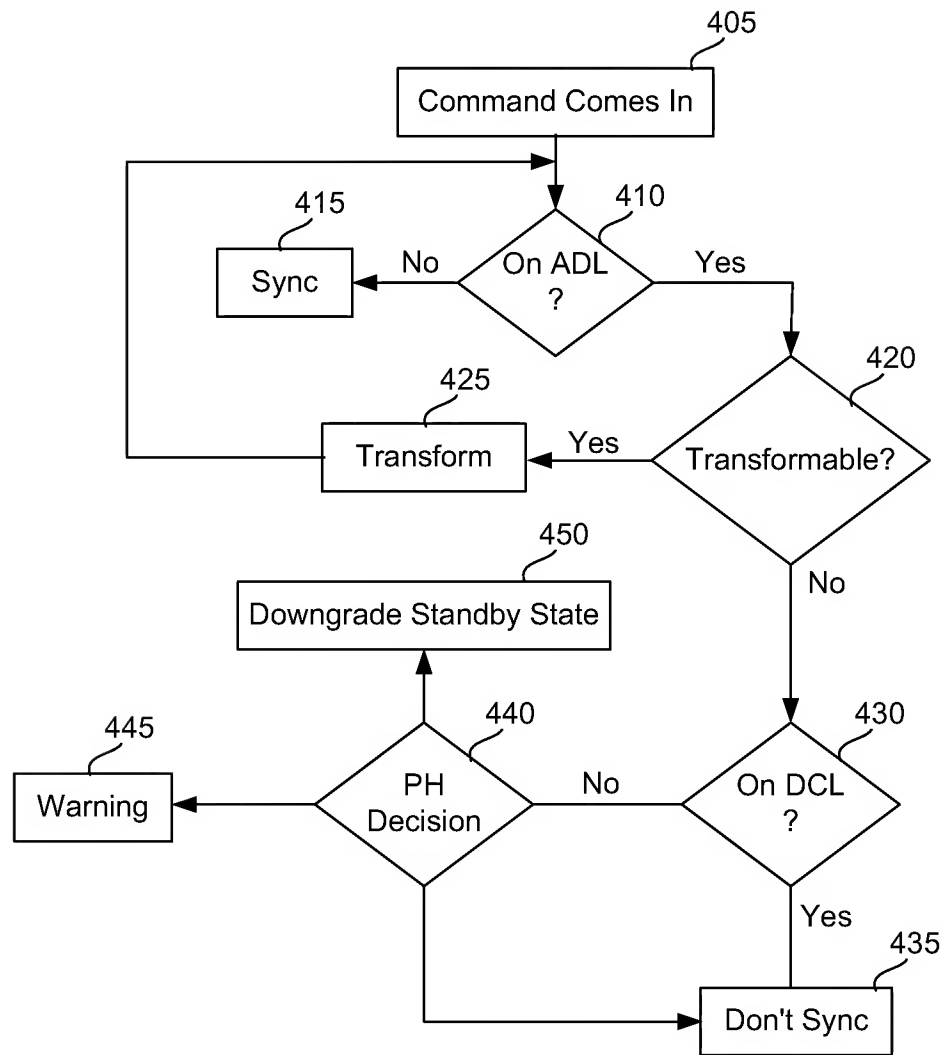 405
Command Comes In
410
415
On ADL
?
No
Yes
Sync
420
425
Transformable?
Yes
Transform
No
450
Downgrade Standby State
430
440
445
On DCL
?
PH
Decision
No
Warning
Yes
435
Don't Sync